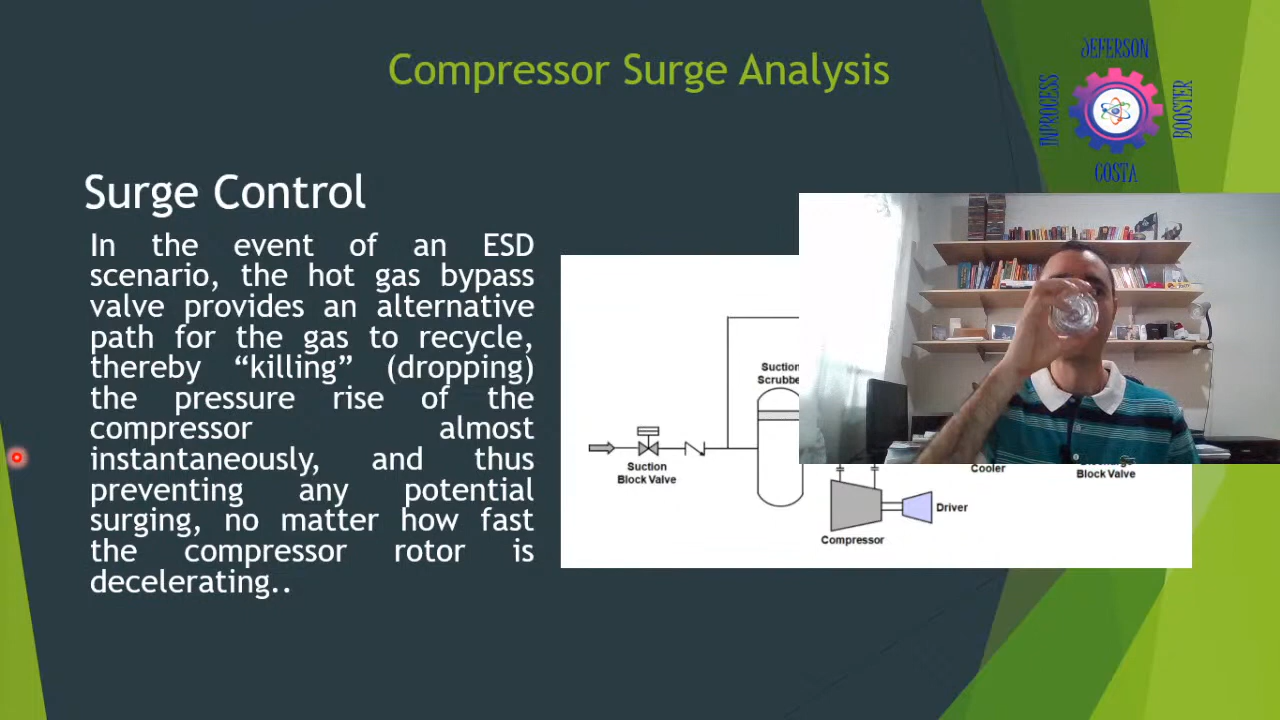 Compressor Surge Analysis
JEFERSON
INPROCESS
BOOSTER
COSTA
Surge Control
In the event of an ESD
scenario, the hot gas bypass
valve provides an alternative
path for the gas to recycle,
thereby “killing” (dropping)
the pressure rise of the
compressor almost
instantaneously, and thus
preventing any potential
surging, no matter how fast
the compressor rotor is
decelerating..
Suction
Suction
Block Valve
Cooler
Block Valve
Driver
Compressor